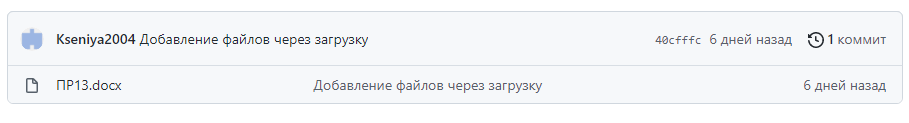 Kseniya2004 Добавление файлов через загрузку 40cfffc 6 дней назад 1 коммит
ПР13.docx Добавление файлов через загрузку 6 дней назад